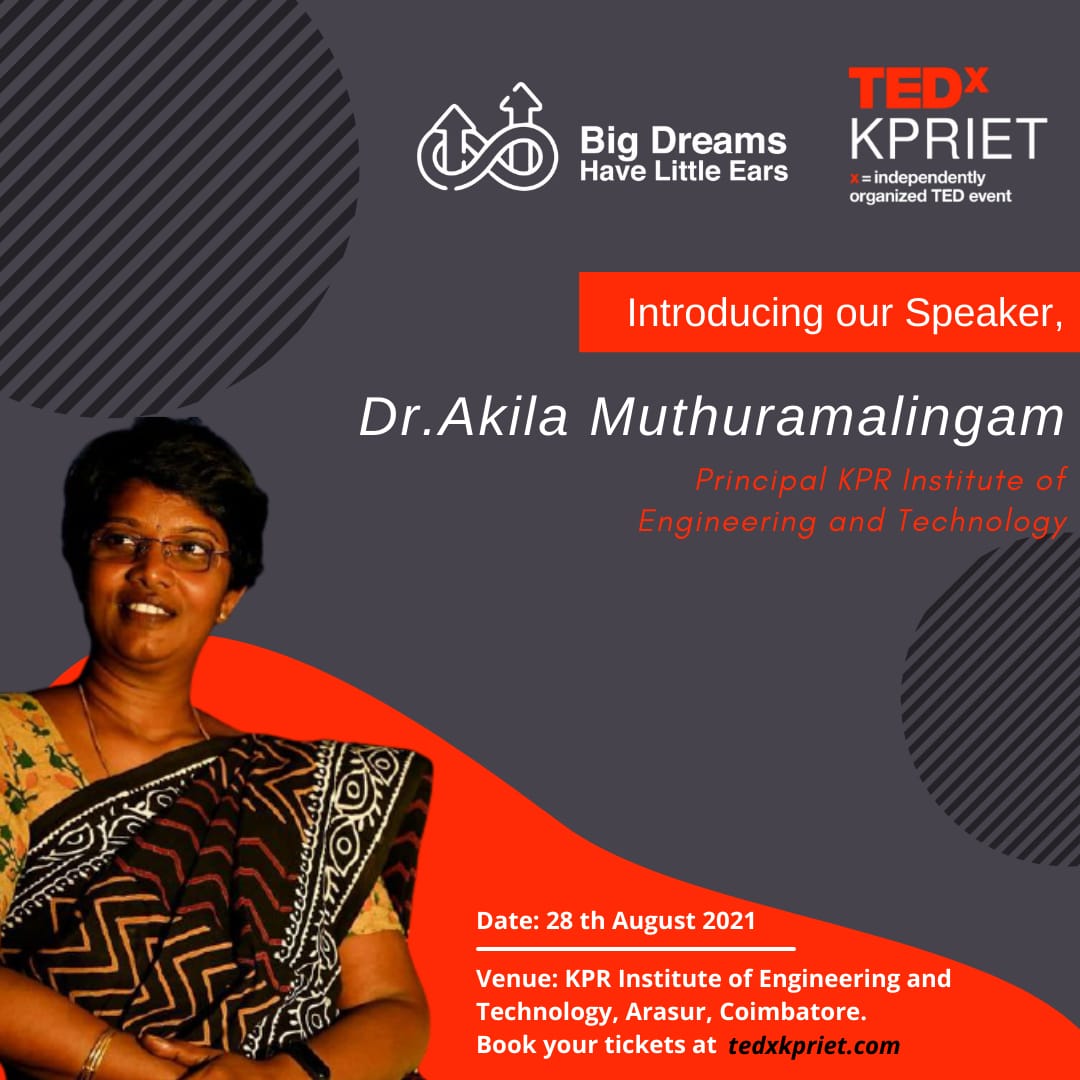 Big Dreams
Have Little Ears
TEDx
KPRIET
x = independently
organized TED event
Introducing our Speaker,
Dr.Akila Muthuramalingam
Principal KPR Institute of
Engineering and Technology
Date: 28 th August 2021
Venue: KPR Institute of Engineering and
Technology, Arasur, Coimbatore.
Book your tickets at tedxkpriet.com